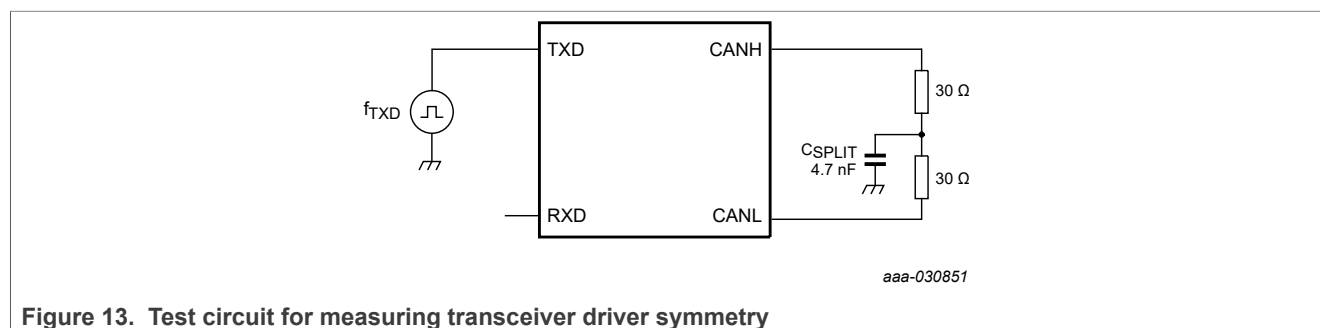 TXD CANH
fTXD
30 Ω
CSPLIT
4.7 nF
30 Ω
RXD CANL
aaa-030851
Figure 13. Test circuit for measuring transceiver driver symmetry